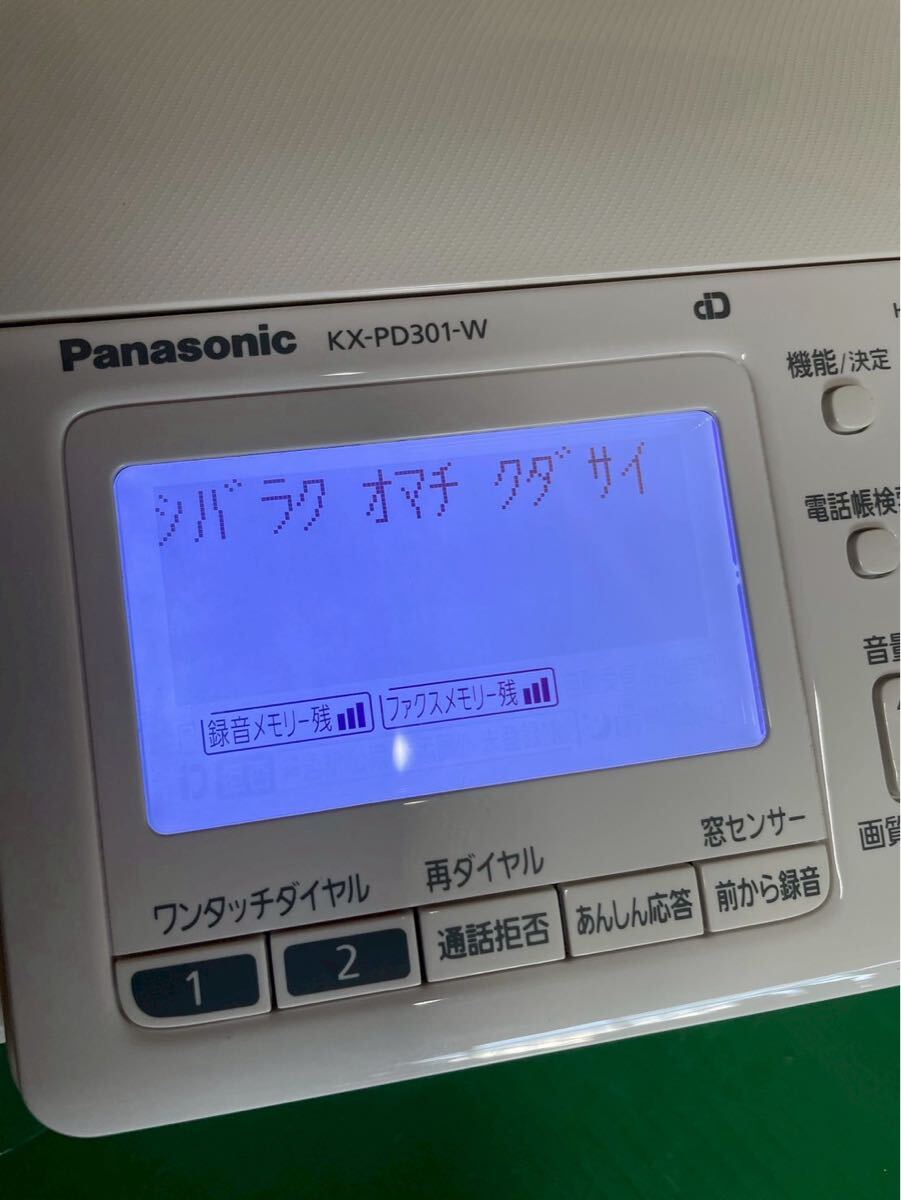 Panasonic KX-PD301-W
機能/決定
シバラク オマチ クダサイ
電話帳検
録音メモリー残 ファクスメモリー残
音量
画質
ワンタッチダイヤル 再ダイヤル 窓センサー
1 2 通話拒否 あんしん応答 前から録音